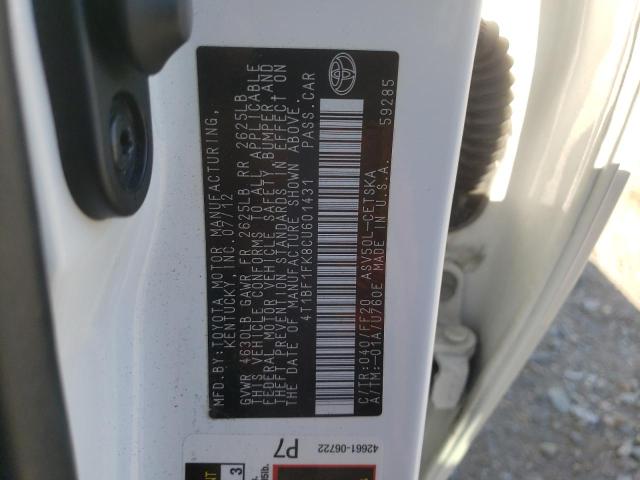 MFD.BY:TOYOTA MOTOR MANUFACTURING,
KENTUCKY, INC. 07/12
GVWR 4630LB GAWR FR 2625LB RR 2625LB
THIS VEHICLE CONFORMS TO ALL APPLICABLE
FEDERAL MOTOR VEHICLE SAFETY, BUMPER, AND
THEFT PREVENTION STANDARDS IN EFFECT ON
THE DATE OF MANUFACTURE SHOWN ABOVE.
4T1BF1FK8CU601431 PASS.CAR
C/TR:040/FF20 ASV50L-CETSKA
A/TM:-01A/U760E MADE IN U.S.A.
59285
42661-06722
P7
3